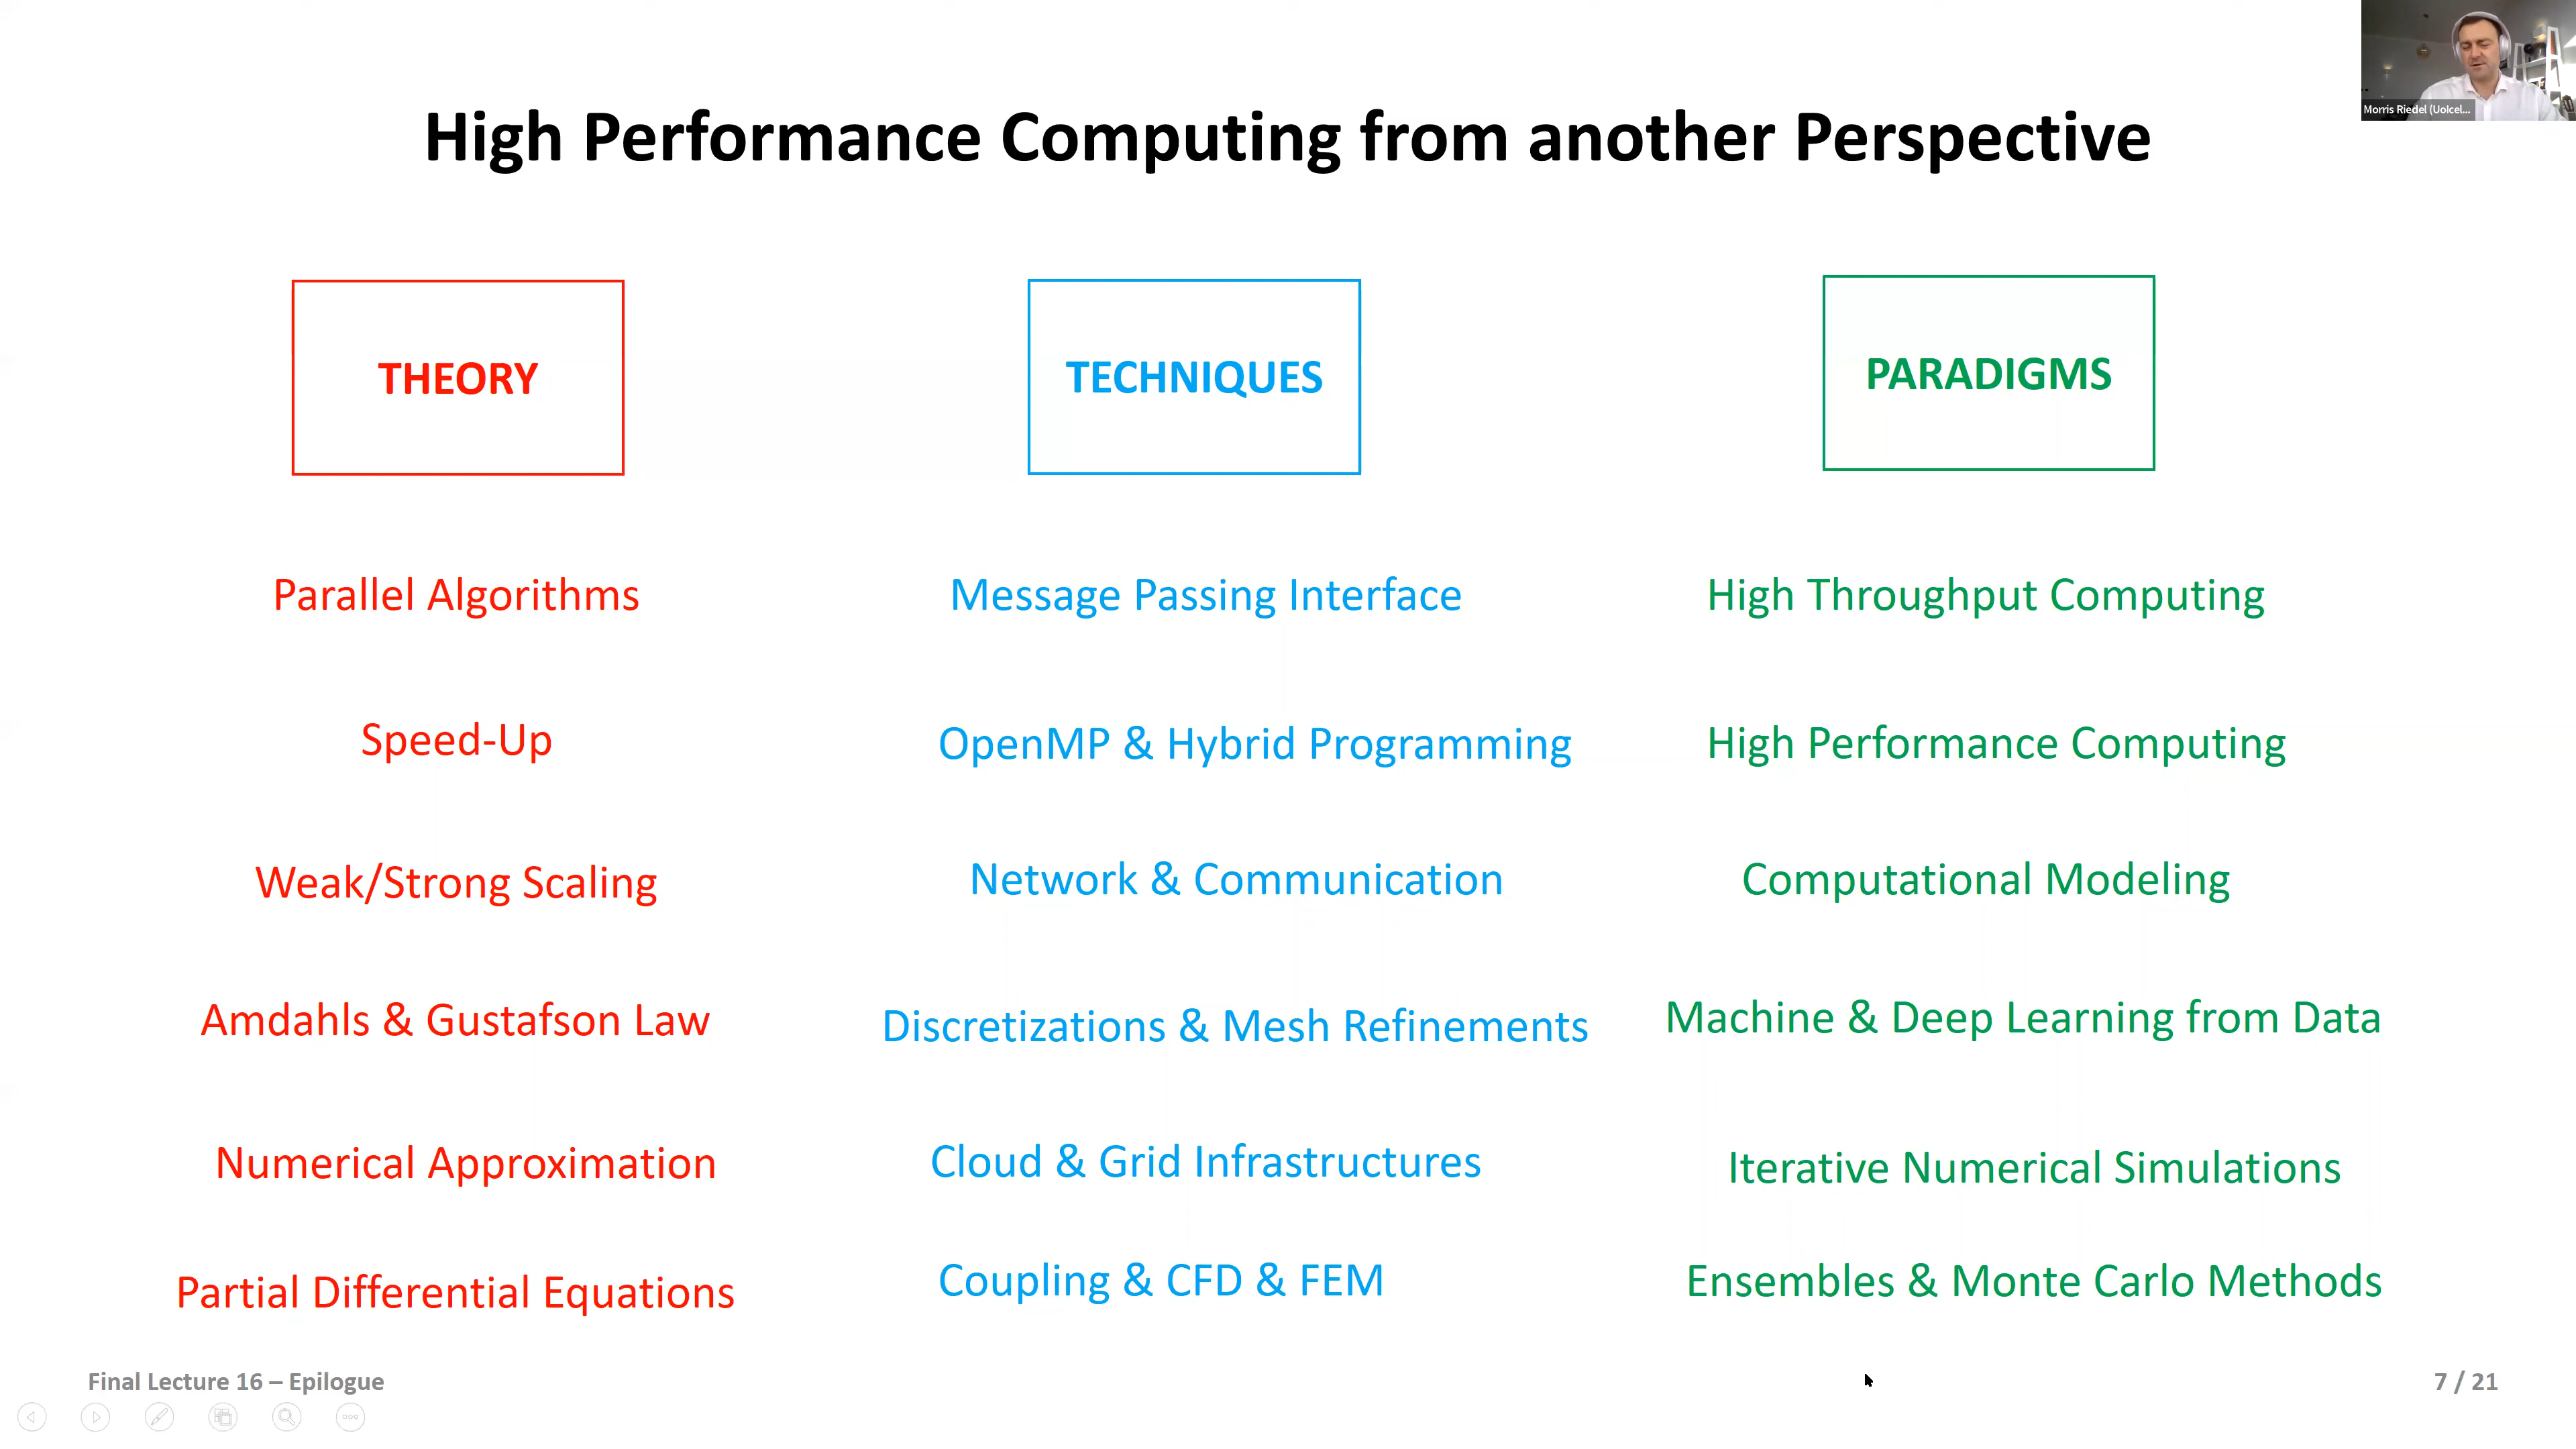 Morris Riedel (UoIcel...
High Performance Computing from another Perspective
THEORY
Parallel Algorithms
Speed-Up
Weak/Strong Scaling
Amdahls & Gustafson Law
Numerical Approximation
Partial Differential Equations
TECHNIQUES
Message Passing Interface
OpenMP & Hybrid Programming
Network & Communication
Discretizations & Mesh Refinements
Cloud & Grid Infrastructures
Coupling & CFD & FEM
PARADIGMS
High Throughput Computing
High Performance Computing
Computational Modeling
Machine & Deep Learning from Data
Iterative Numerical Simulations
Ensembles & Monte Carlo Methods
Final Lecture 16 – Epilogue
7 / 21